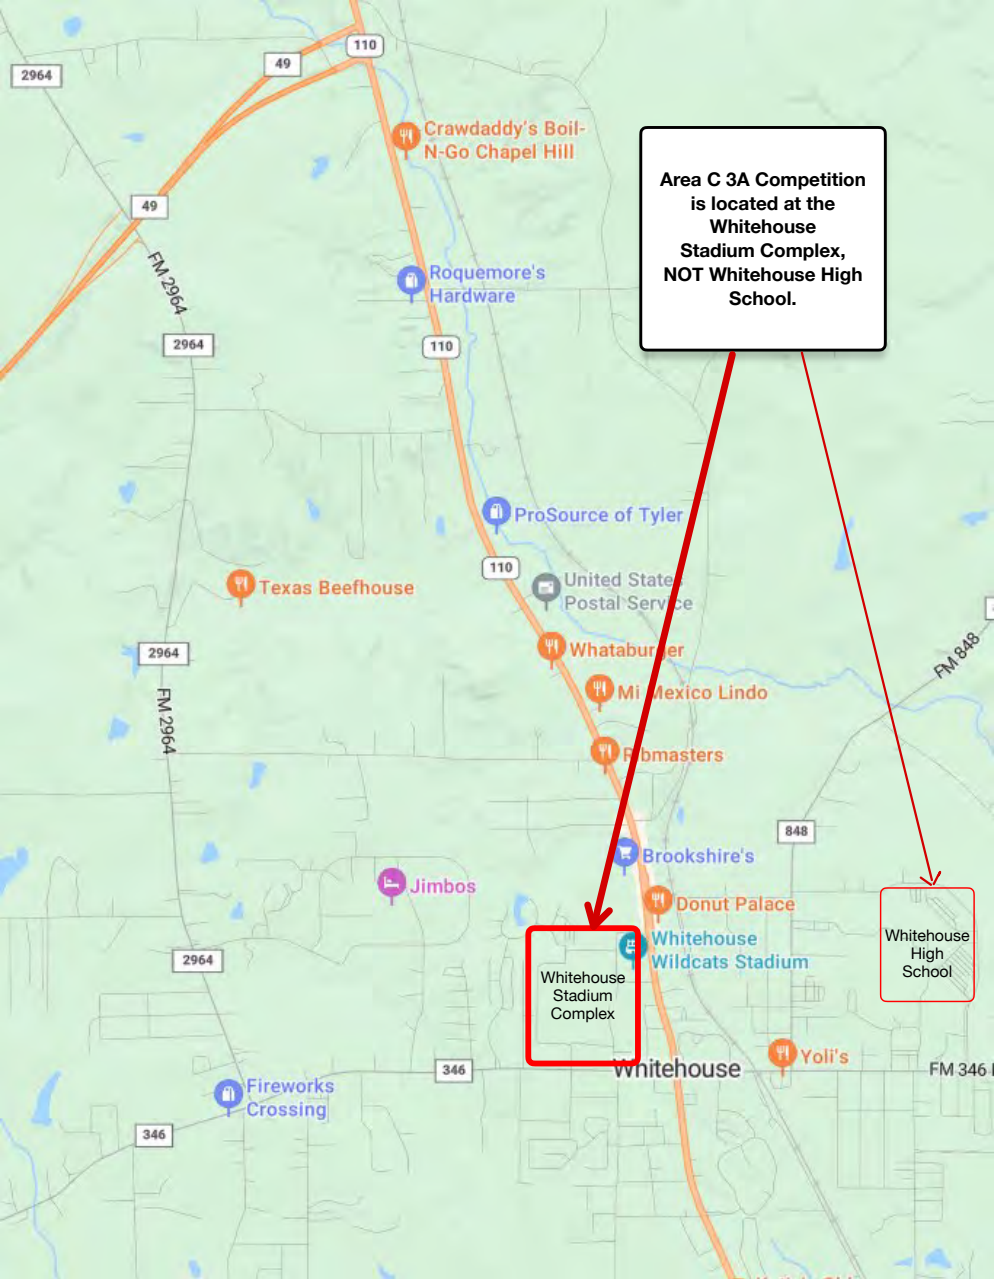 110
49
2964
Crawdaddy's Boil-
N-Go Chapel Hill
Area C 3A Competition
is located at the
Whitehouse
Stadium Complex,
NOT Whitehouse High
School.
49
FM 2964
Roquemore's
Hardware
2964
110
ProSource of Tyler
110
United States
Postal Service
Texas Beefhouse
Whataburger
2964
FM 848
Mi Mexico Lindo
FM 2964
Ribmasters
848
Brookshire's
Jimbos
Donut Palace
Whitehouse
Wildcats Stadium
Whitehouse
High
School
2964
Whitehouse
Stadium
Complex
Yoli's
346
Whitehouse
FM 346
Fireworks
Crossing
346